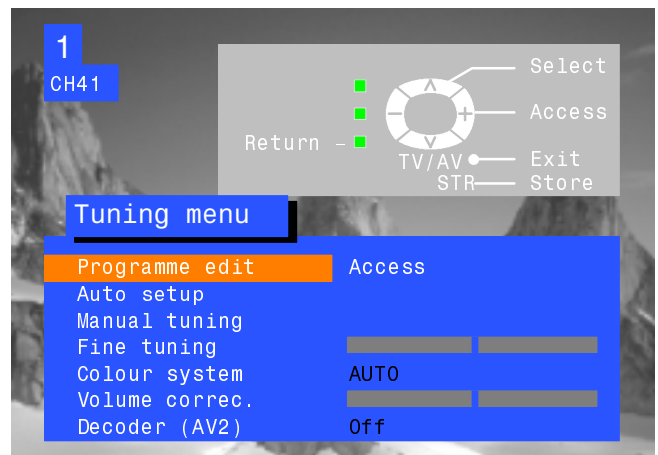 1
CH41
Select
Access
Return
TV/AV
Exit
STR
Store
Tuning menu
Programme edit Access
Auto setup
Manual tuning
Fine tuning
Colour system AUTO
Volume correc.
Decoder (AV2) Off